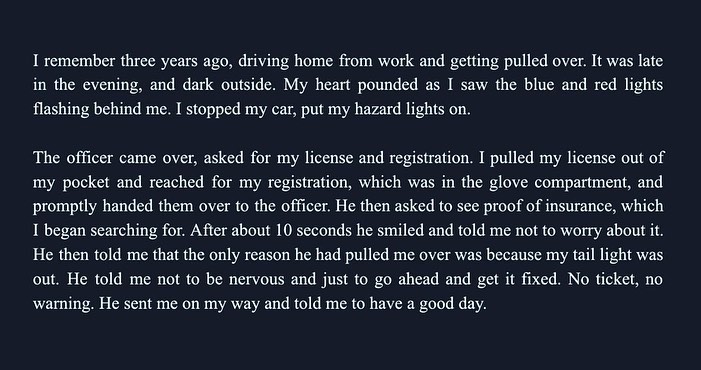 I remember three years ago, driving home from work and getting pulled over. It was late
in the evening, and dark outside. My heart pounded as I saw the blue and red lights
flashing behind me. I stopped my car, put my hazard lights on.
The officer came over, asked for my license and registration. I pulled my license out of
my pocket and reached for my registration, which was in the glove compartment, and
promptly handed them over to the officer. He then asked to see proof of insurance, which
I began searching for. After about 10 seconds he smiled and told me not to worry about it.
He then told me that the only reason he had pulled me over was because my tail light was
out. He told me not to be nervous and just to go ahead and get it fixed. No ticket, no
warning. He sent me on my way and told me to have a good day.